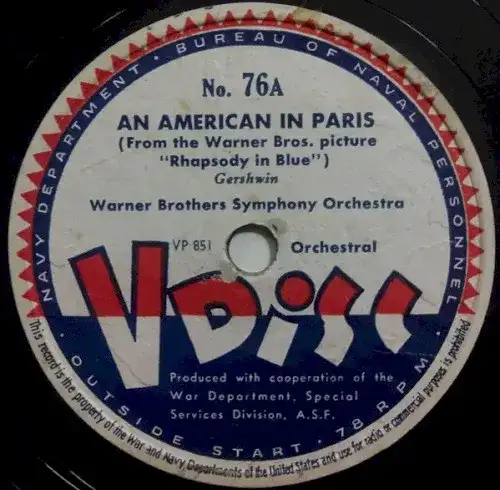 NAVY DEPARTMENT · BUREAU OF NAVAL PERSONNEL
No. 76A
AN AMERICAN IN PARIS
(From the Warner Bros. picture
"Rhapsody in Blue")
Gershwin
Warner Brothers Symphony Orchestra
VP 851
Orchestral
V DISC
Produced with cooperation of the
War Department, Special
Services Division, A.S.F.
· OUTSIDE START · 78 RPM ·
This record is the property of the War and Navy Departments of the United States and use for radio or commercial purposes is prohibited